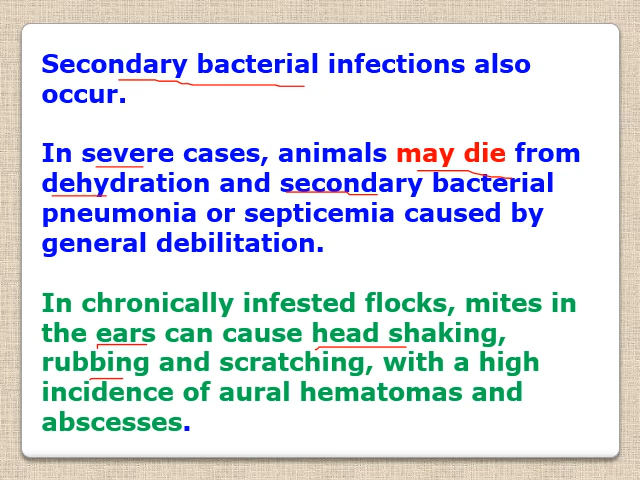 Secondary bacterial infections also
occur.
In severe cases, animals may die from
dehydration and secondary bacterial
pneumonia or septicemia caused by
general debilitation.
In chronically infested flocks, mites in
the ears can cause head shaking,
rubbing and scratching, with a high
incidence of aural hematomas and
abscesses.